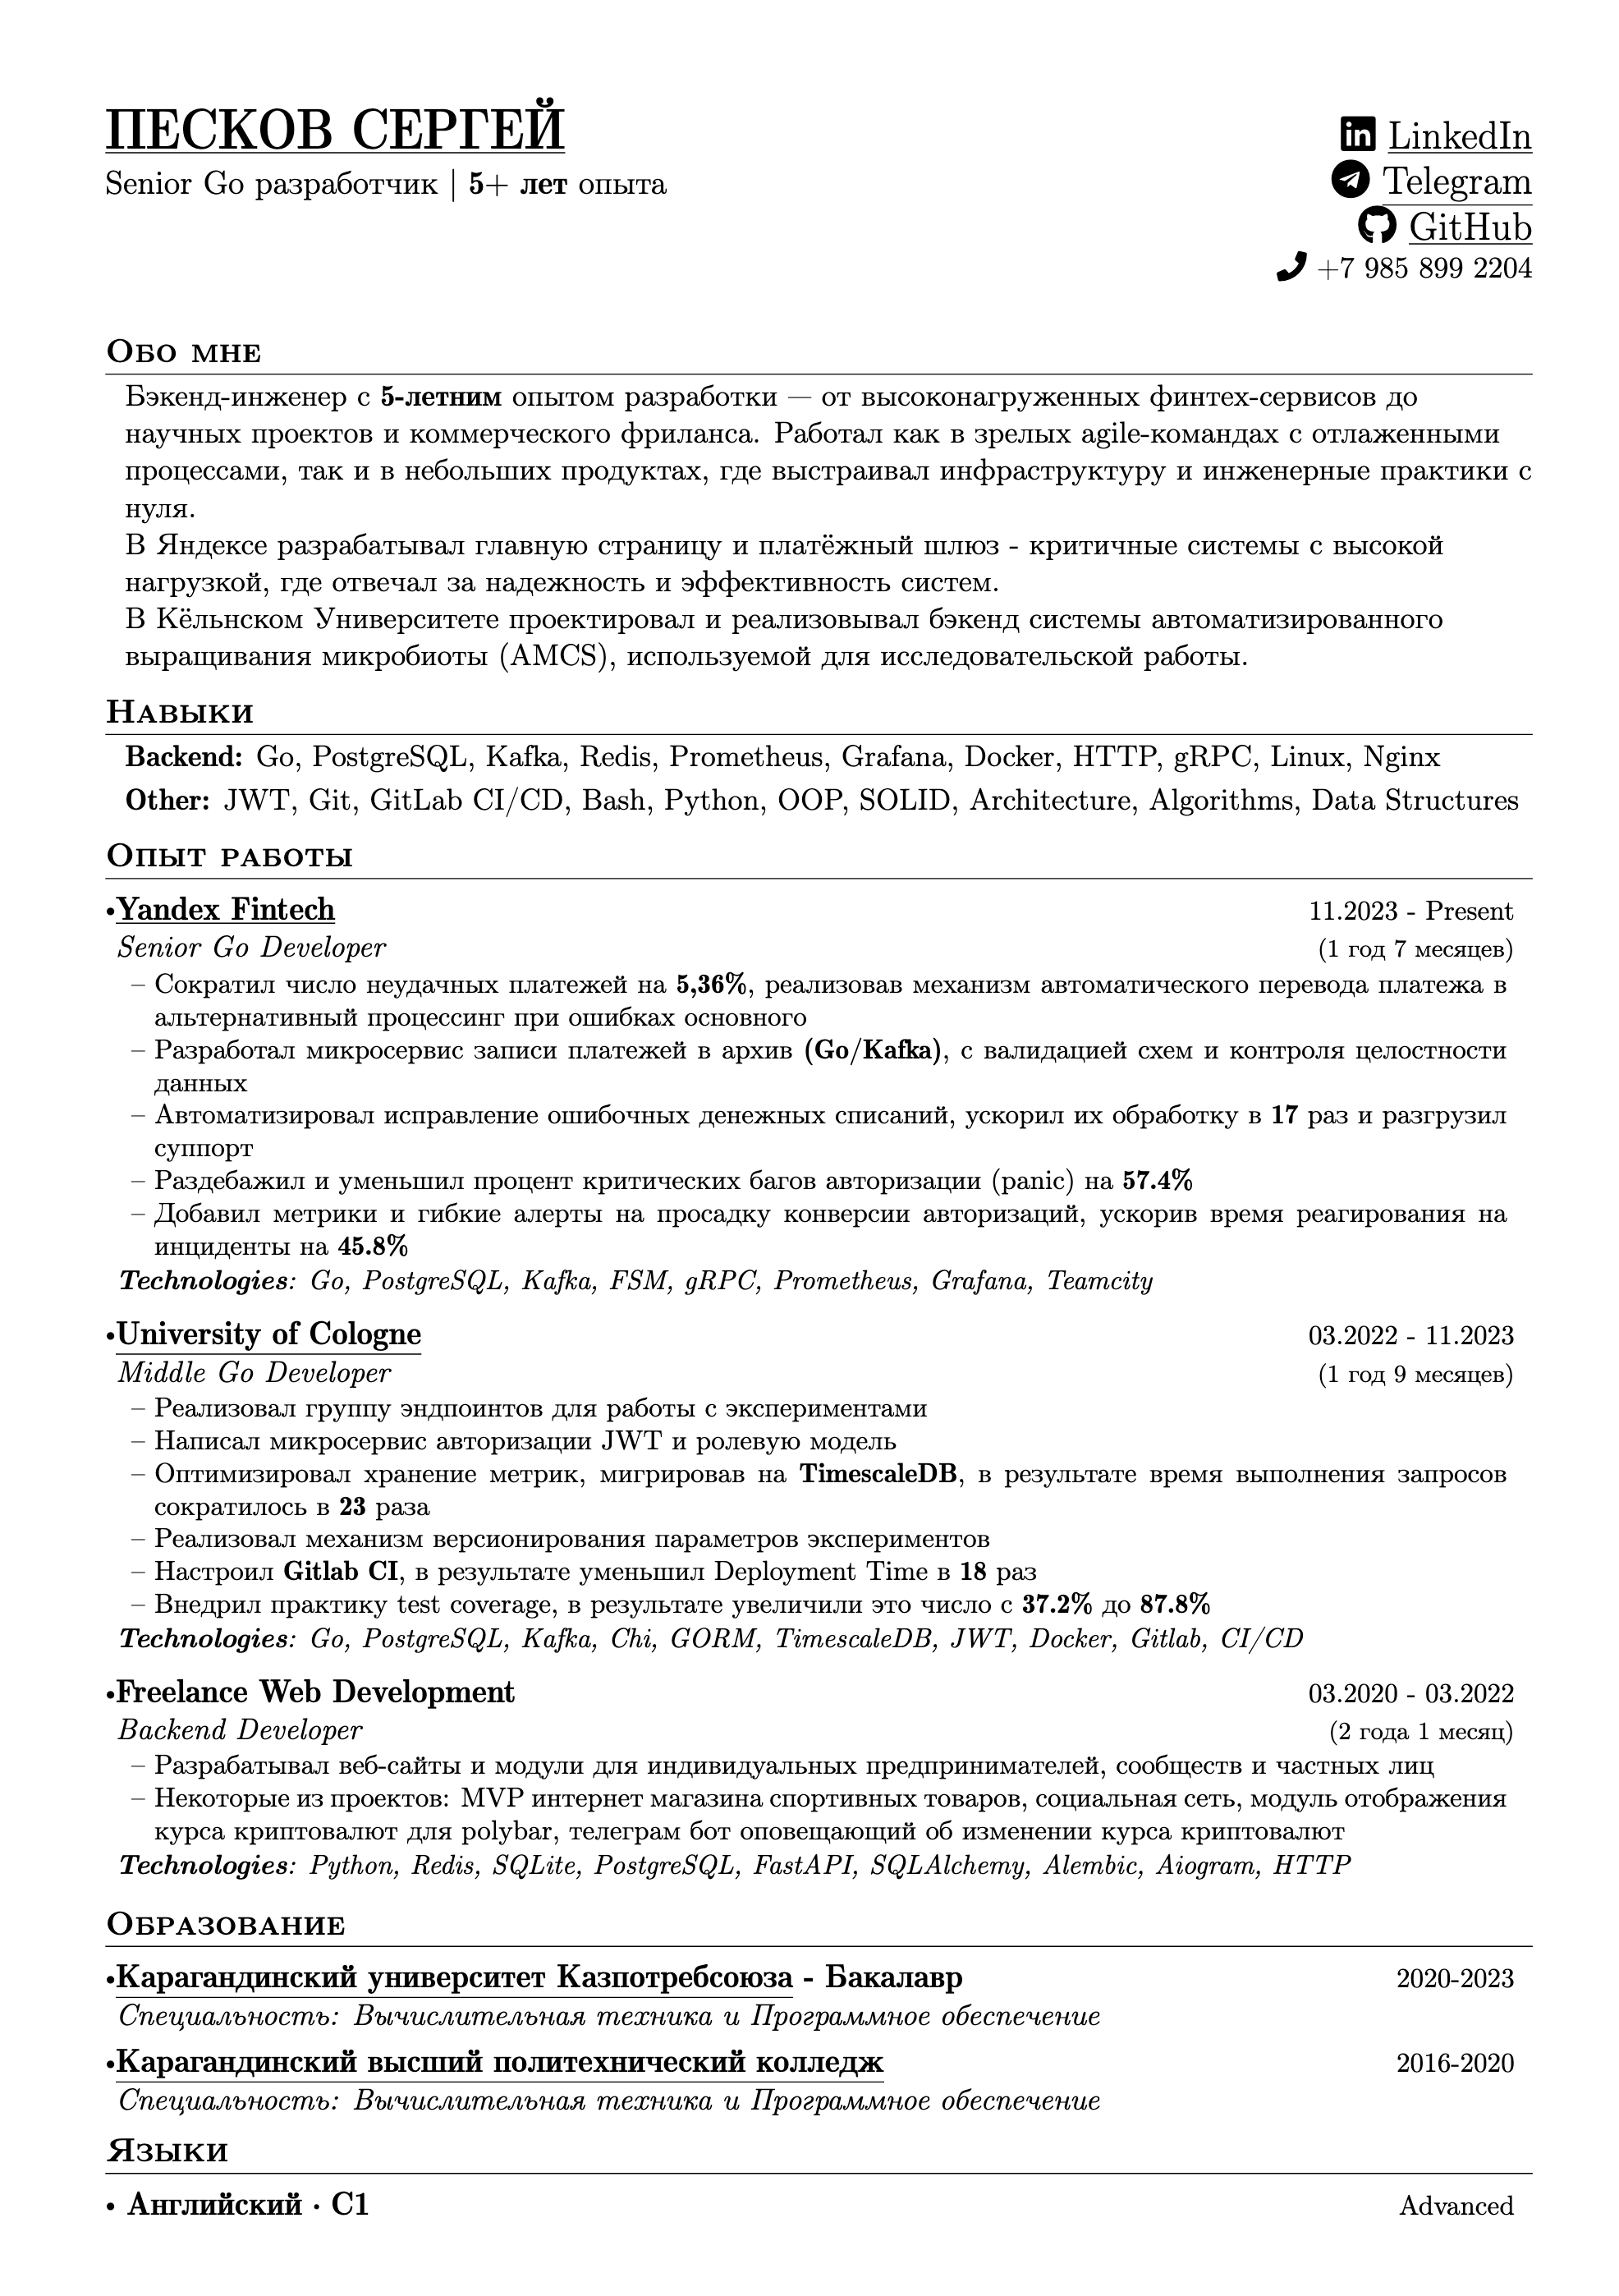 ПЕСКОВ СЕРГЕЙ
Senior Go разработчик | 5+ лет опыта
LinkedIn
Telegram
GitHub
+7 985 899 2204
Обо мне
Бэкенд-инженер с 5-летним опытом разработки — от высоконагруженных финтех-сервисов до
научных проектов и коммерческого фриланса. Работал как в зрелых agile-командах с отлаженными
процессами, так и в небольших продуктах, где выстраивал инфраструктуру и инженерные практики с
нуля.
В Яндексе разрабатывал главную страницу и платёжный шлюз - критичные системы с высокой
нагрузкой, где отвечал за надежность и эффективность систем.
В Кёльнском Университете проектировал и реализовывал бэкенд системы автоматизированного
выращивания микробиоты (AMCS), используемой для исследовательской работы.
Навыки
Backend: Go, PostgreSQL, Kafka, Redis, Prometheus, Grafana, Docker, HTTP, gRPC, Linux, Nginx
Other: JWT, Git, GitLab CI/CD, Bash, Python, OOP, SOLID, Architecture, Algorithms, Data Structures
Опыт работы
•Yandex Fintech 11.2023 - Present
Senior Go Developer (1 год 7 месяцев)
– Сократил число неудачных платежей на 5,36%, реализовав механизм автоматического перевода платежа в
альтернативный процессинг при ошибках основного
– Разработал микросервис записи платежей в архив (Go/Kafka), с валидацией схем и контроля целостности
данных
– Автоматизировал исправление ошибочных денежных списаний, ускорил их обработку в 17 раз и разгрузил
суппорт
– Раздебажил и уменьшил процент критических багов авторизации (panic) на 57.4%
– Добавил метрики и гибкие алерты на просадку конверсии авторизаций, ускорив время реагирования на
инциденты на 45.8%
Technologies: Go, PostgreSQL, Kafka, FSM, gRPC, Prometheus, Grafana, Teamcity
•University of Cologne 03.2022 - 11.2023
Middle Go Developer (1 год 9 месяцев)
– Реализовал группу эндпоинтов для работы с экспериментами
– Написал микросервис авторизации JWT и ролевую модель
– Оптимизировал хранение метрик, мигрировав на TimescaleDB, в результате время выполнения запросов
сократилось в 23 раза
– Реализовал механизм версионирования параметров экспериментов
– Настроил Gitlab CI, в результате уменьшил Deployment Time в 18 раз
– Внедрил практику test coverage, в результате увеличили это число с 37.2% до 87.8%
Technologies: Go, PostgreSQL, Kafka, Chi, GORM, TimescaleDB, JWT, Docker, Gitlab, CI/CD
•Freelance Web Development 03.2020 - 03.2022
Backend Developer (2 года 1 месяц)
– Разрабатывал веб-сайты и модули для индивидуальных предпринимателей, сообществ и частных лиц
– Некоторые из проектов: MVP интернет магазина спортивных товаров, социальная сеть, модуль отображения
курса криптовалют для polybar, телеграм бот оповещающий об изменении курса криптовалют
Technologies: Python, Redis, SQLite, PostgreSQL, FastAPI, SQLAlchemy, Alembic, Aiogram, HTTP
Образование
•Карагандинский университет Казпотребсоюза - Бакалавр 2020-2023
Специальность: Вычислительная техника и Программное обеспечение
•Карагандинский высший политехнический колледж 2016-2020
Специальность: Вычислительная техника и Программное обеспечение
Языки
• Английский · C1 Advanced